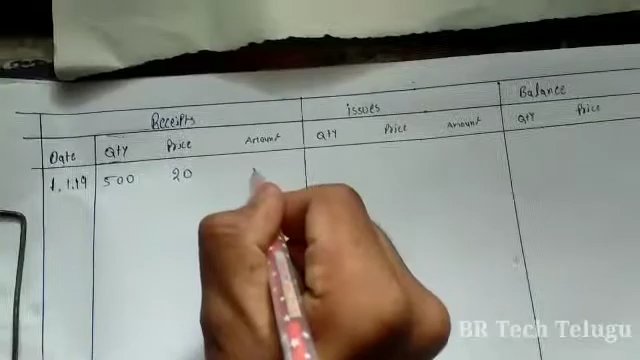 Receipts Issues Balance
Date Qty Price Amount Qty Price Amount Qty Price
1.1.19 500 20
BR Tech Telugu